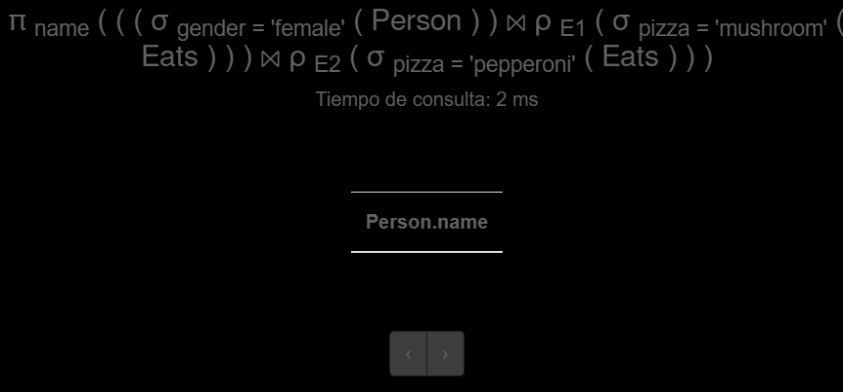 π name ( ( ( σ gender = 'female' ( Person ) ) ⨝ ρ E1 ( σ pizza = 'mushroom' (
Eats ) ) ) ⨝ ρ E2 ( σ pizza = 'pepperoni' ( Eats ) ) )
Tiempo de consulta: 2 ms
Person.name
‹ ›